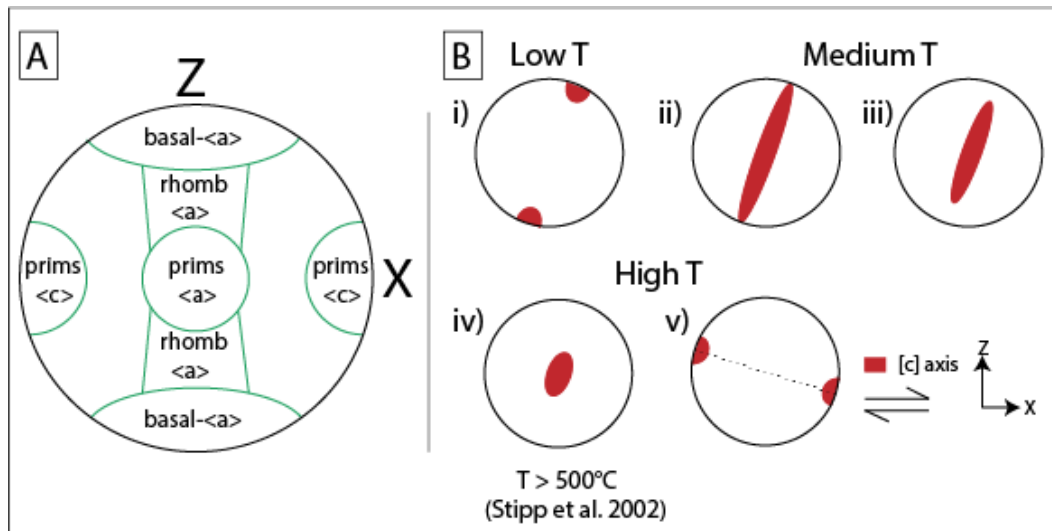 A
Z
basal-<a>
rhomb
<a>
prims
<c>
prims
<a>
prims
<c>
X
rhomb
<a>
basal-<a>
B
Low T
Medium T
i)
ii)
iii)
High T
iv)
v)
[c] axis
Z
X
T > 500°C
(Stipp et al. 2002)